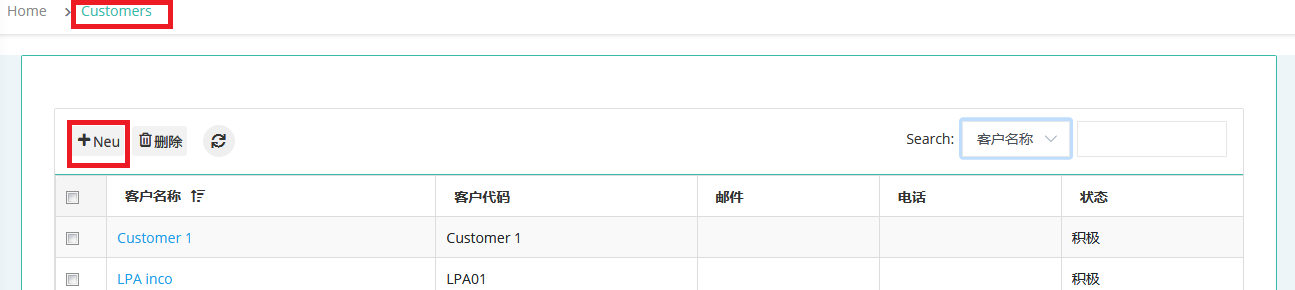 Home > Customers
+ Neu 删除 Search: 客户名称
客户名称 客户代码 邮件 电话 状态
Customer 1 Customer 1 积极
LPA inco LPA01 积极